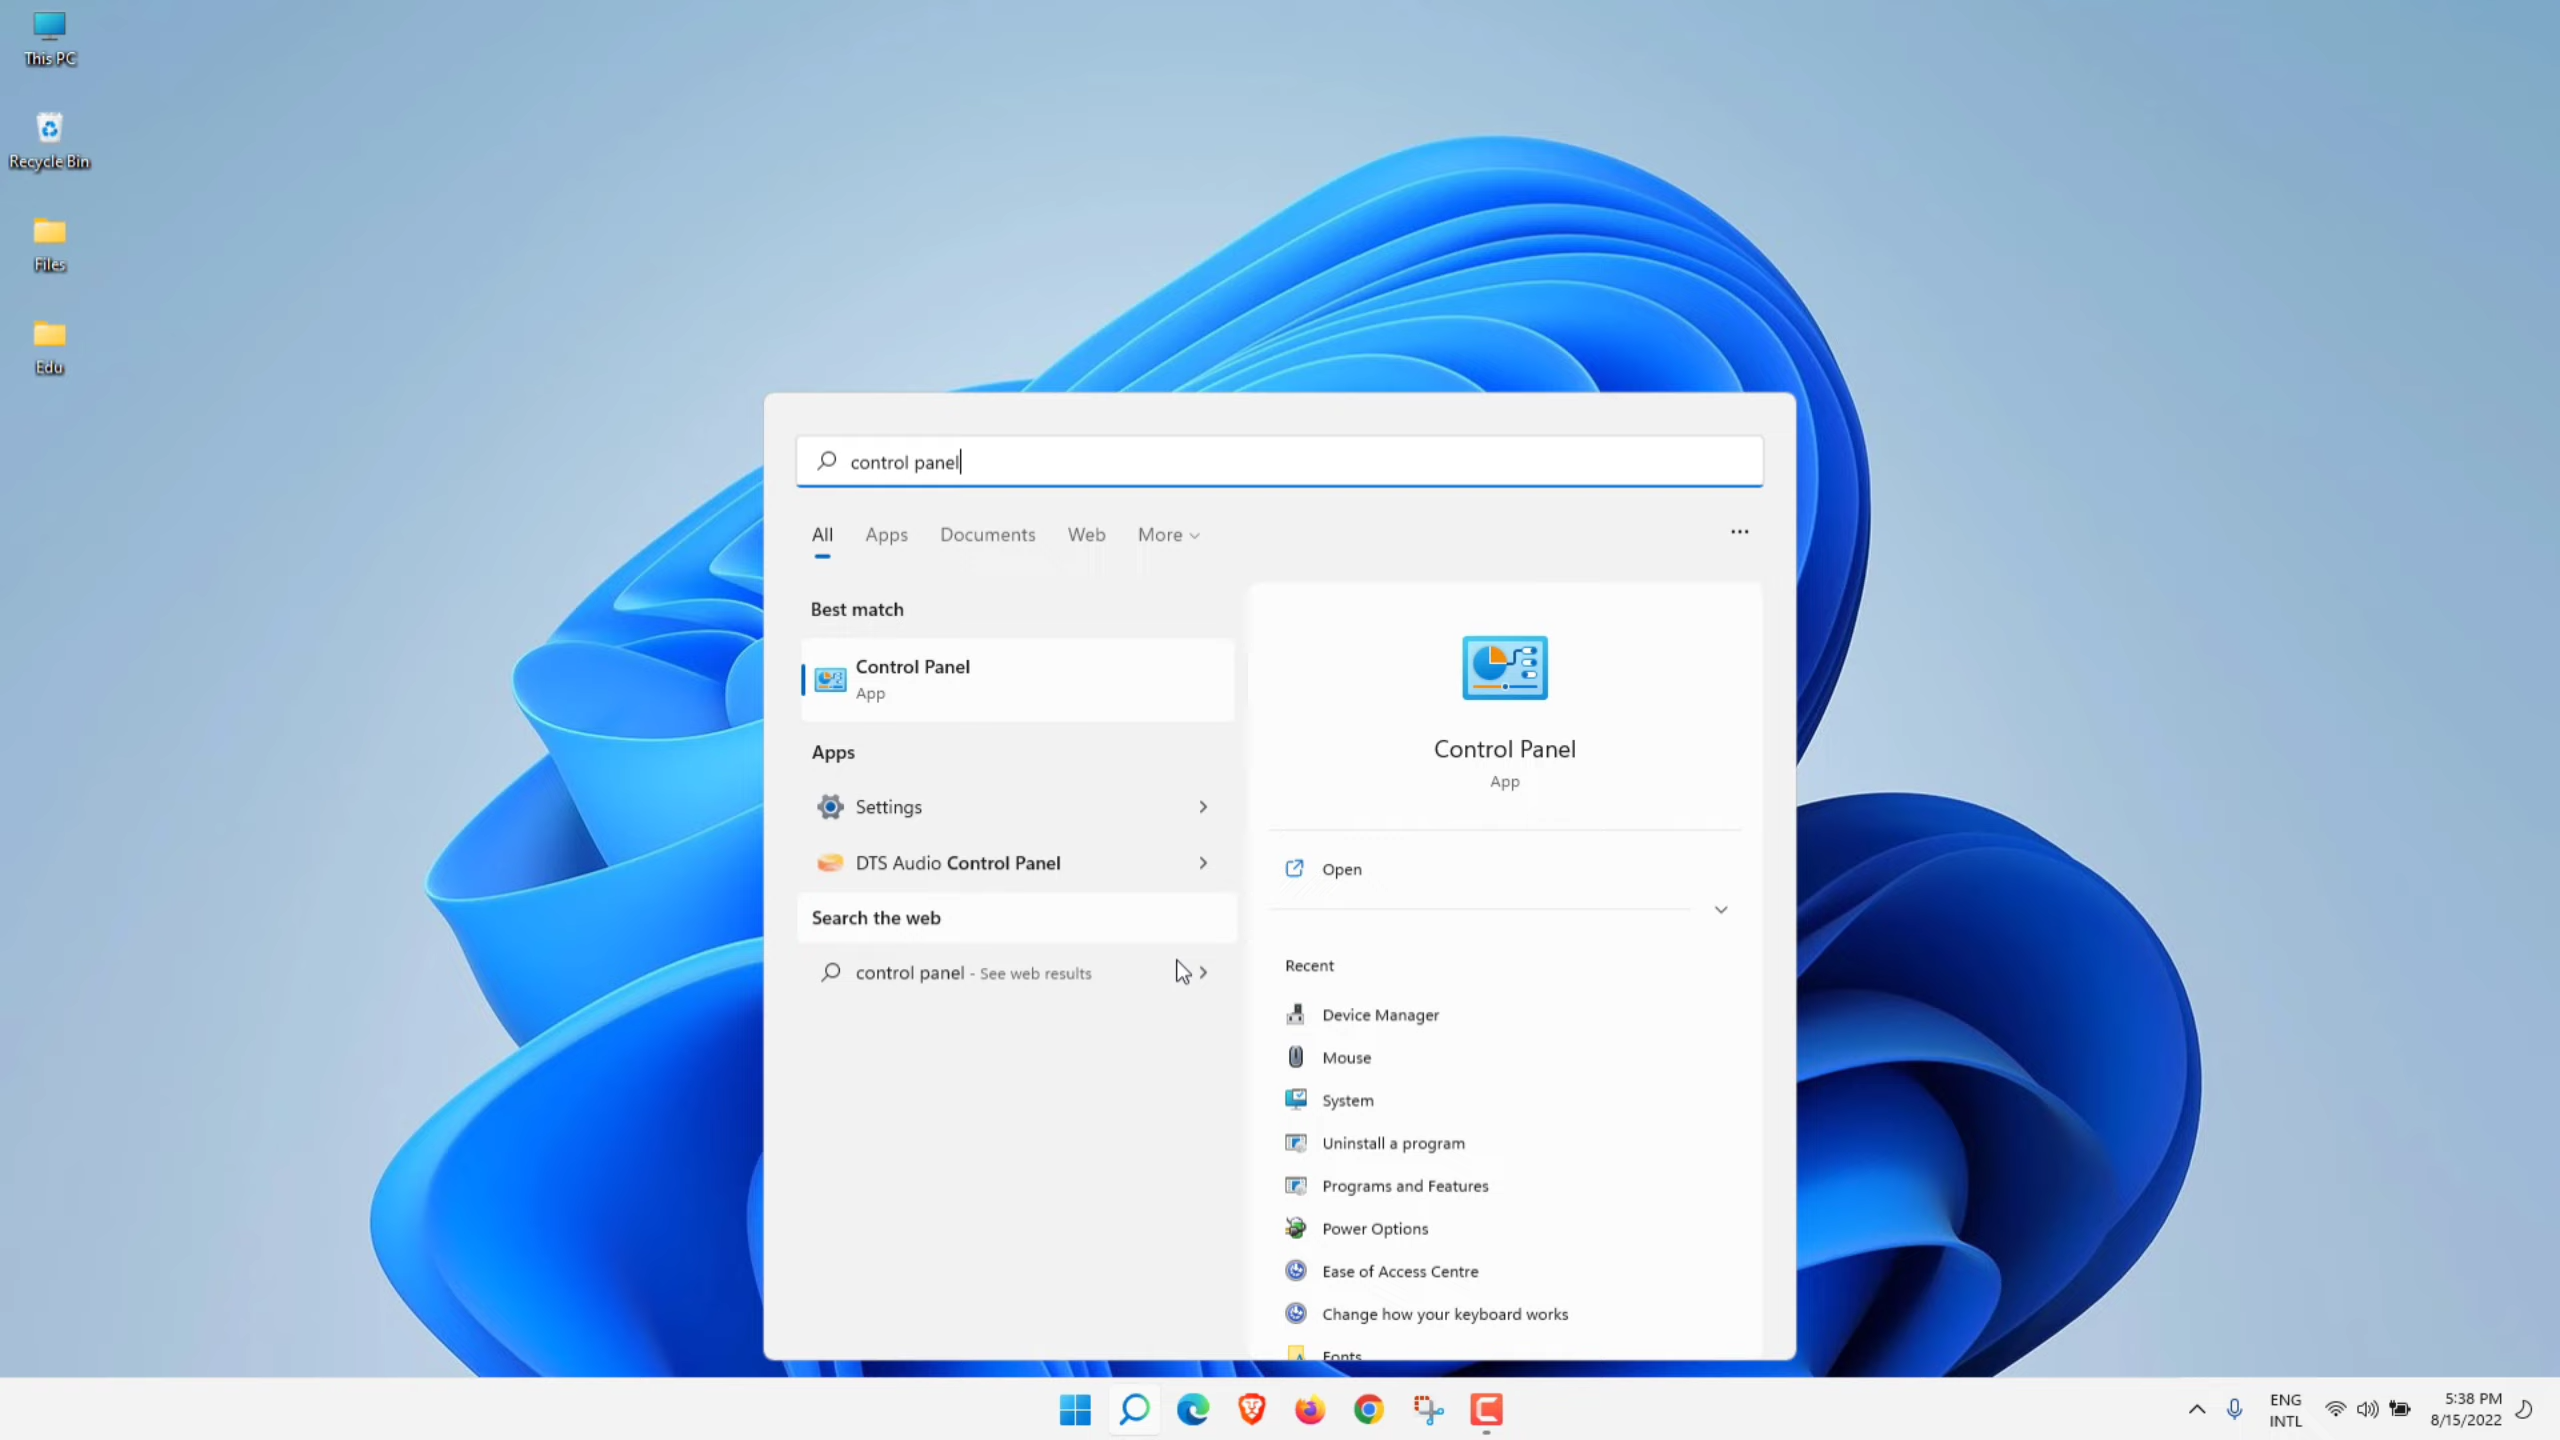 This PC
Recycle Bin
Files
Edu
control panel
All Apps Documents Web More
Best match
Control Panel
App
Apps
Settings
DTS Audio Control Panel
Search the web
control panel - See web results
Control Panel
App
Open
Recent
Device Manager
Mouse
System
Uninstall a program
Programs and Features
Power Options
Ease of Access Centre
Change how your keyboard works
Fonts
ENG
INTL
5:38 PM
8/15/2022